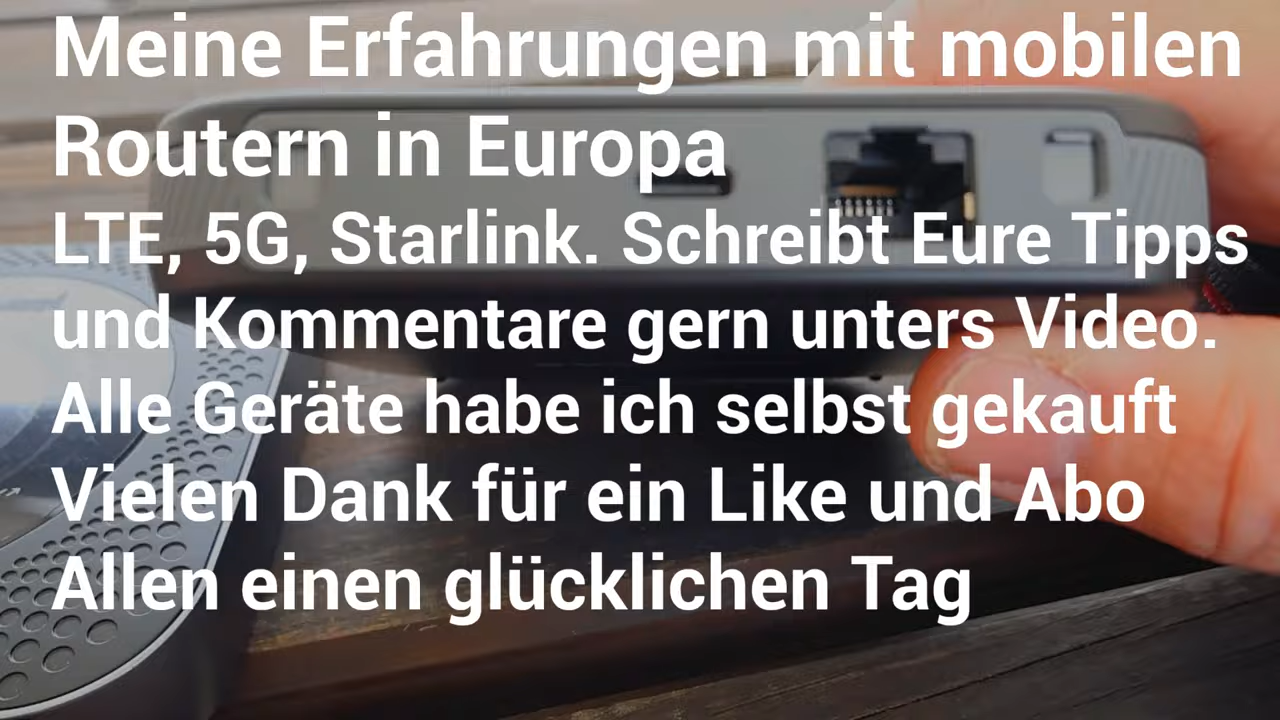 Meine Erfahrungen mit mobilen
Routern in Europa
LTE, 5G, Starlink. Schreibt Eure Tipps
und Kommentare gern unters Video.
Alle Geräte habe ich selbst gekauft
Vielen Dank für ein Like und Abo
Allen einen glücklichen Tag